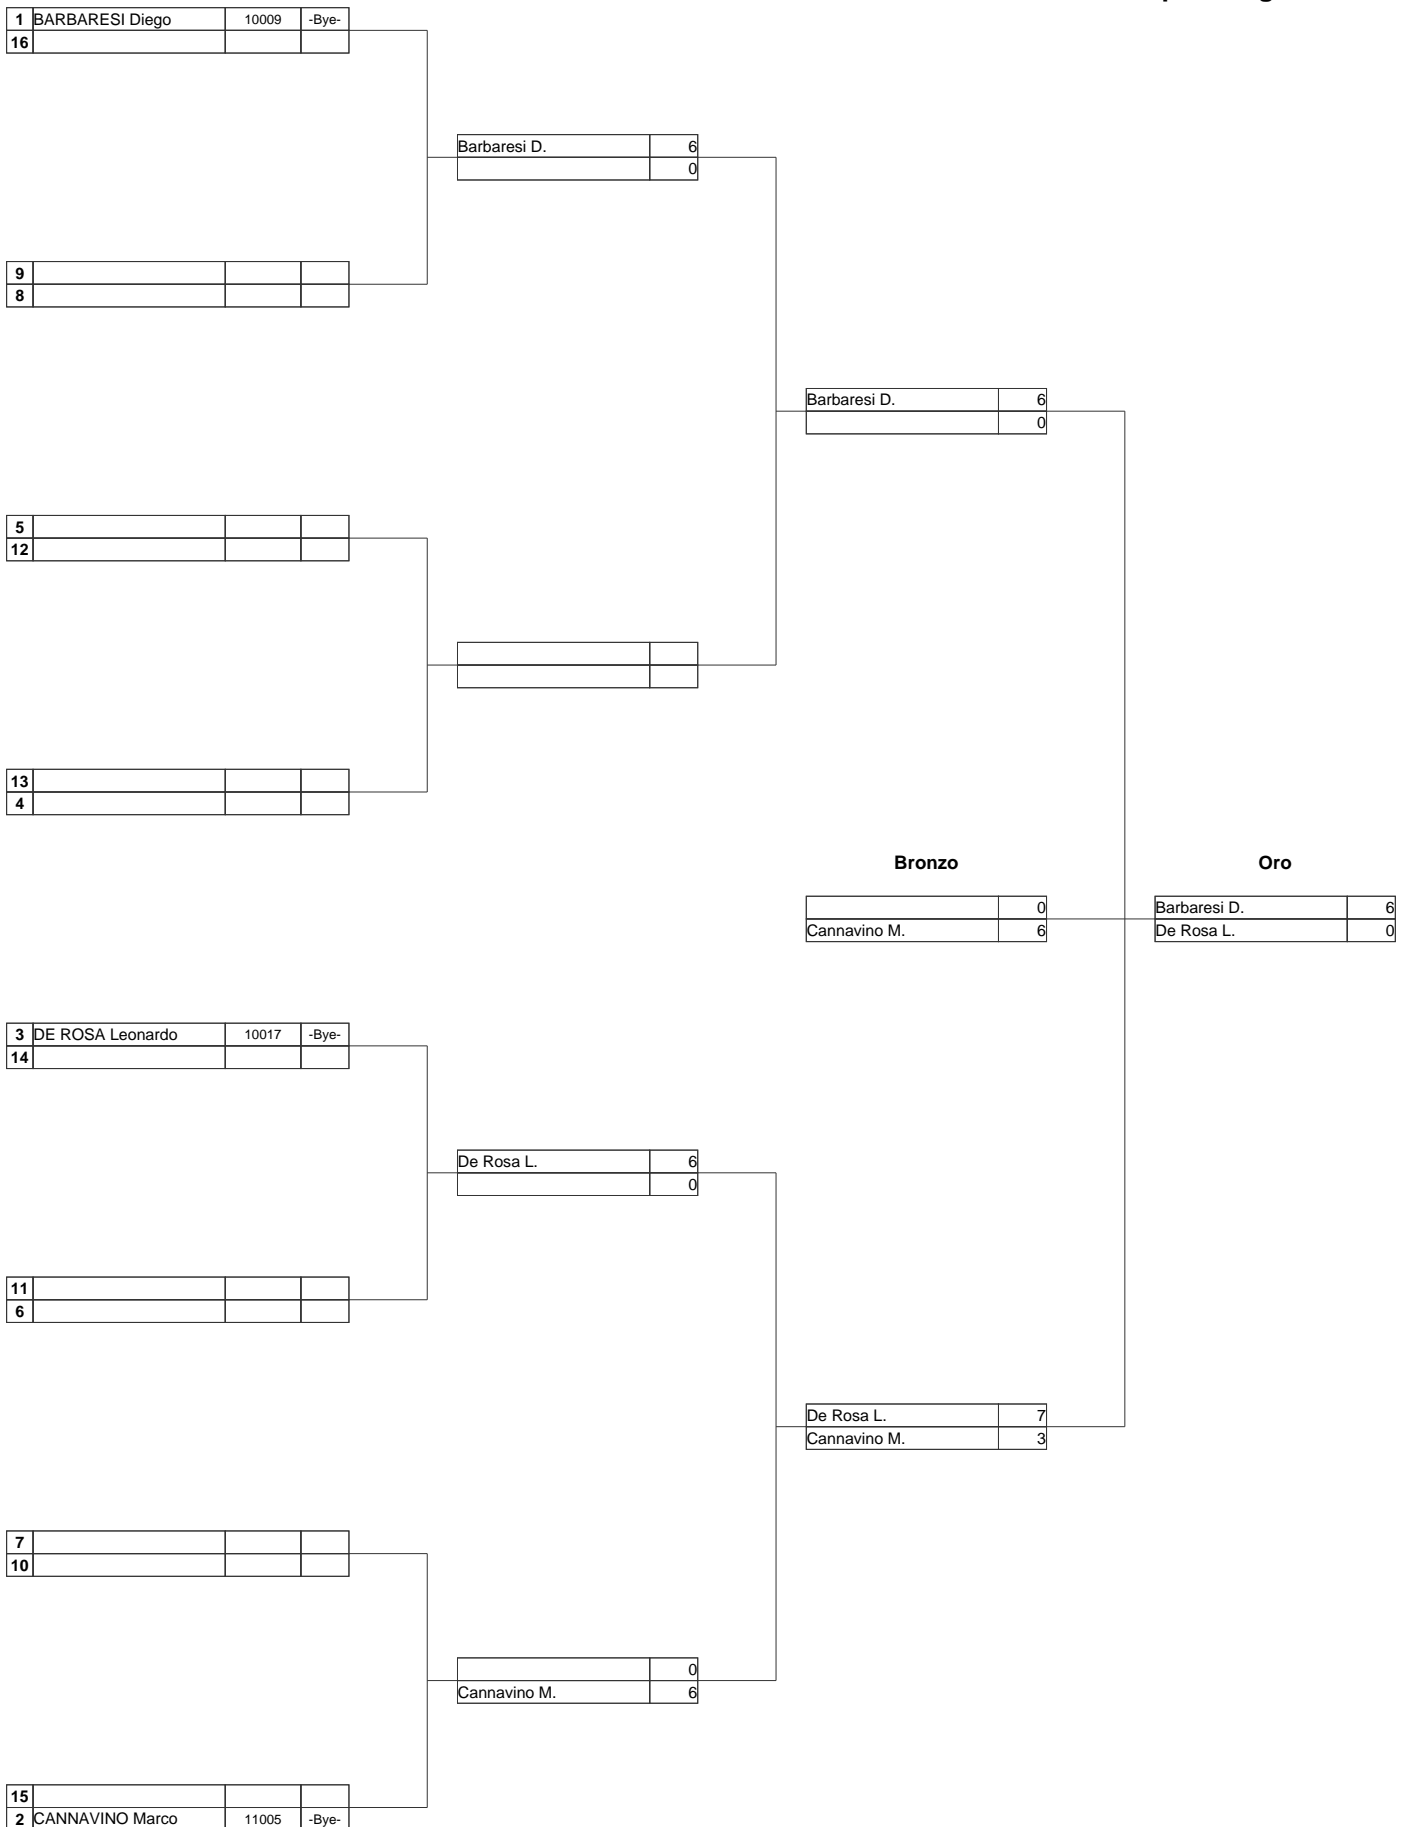 1 BARBARESI Diego 10009 -Bye-
16
Barbaresi D. 6
0
9
8
Barbaresi D. 6
0
5
12
13
4
Bronzo Oro
0 Barbaresi D. 6
Cannavino M. 6 De Rosa L. 0
3 DE ROSA Leonardo 10017 -Bye-
14
De Rosa L. 6
0
11
6
De Rosa L. 7
Cannavino M. 3
7
10
0
Cannavino M. 6
15
2 CANNAVINO Marco 11005 -Bye-